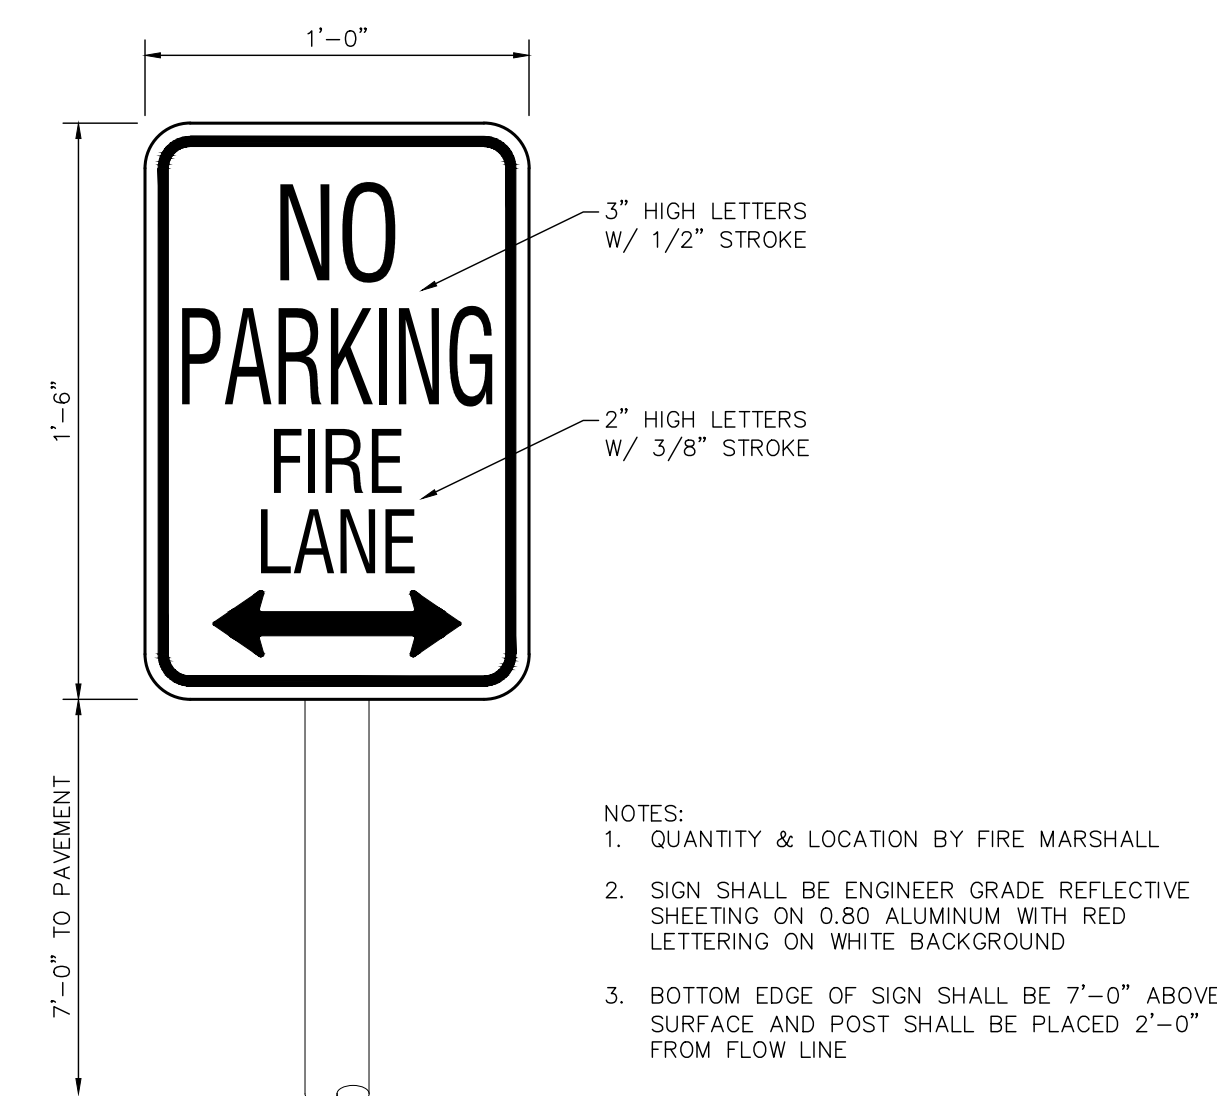 1'-0"
NO
PARKING
FIRE
LANE
3" HIGH LETTERS
W/ 1/2" STROKE
2" HIGH LETTERS
W/ 3/8" STROKE
1'-6"
7'-0" TO PAVEMENT
NOTES:
1. QUANTITY & LOCATION BY FIRE MARSHALL
2. SIGN SHALL BE ENGINEER GRADE REFLECTIVE
SHEETING ON 0.80 ALUMINUM WITH RED
LETTERING ON WHITE BACKGROUND
3. BOTTOM EDGE OF SIGN SHALL BE 7'-0" ABOVE
SURFACE AND POST SHALL BE PLACED 2'-0"
FROM FLOW LINE